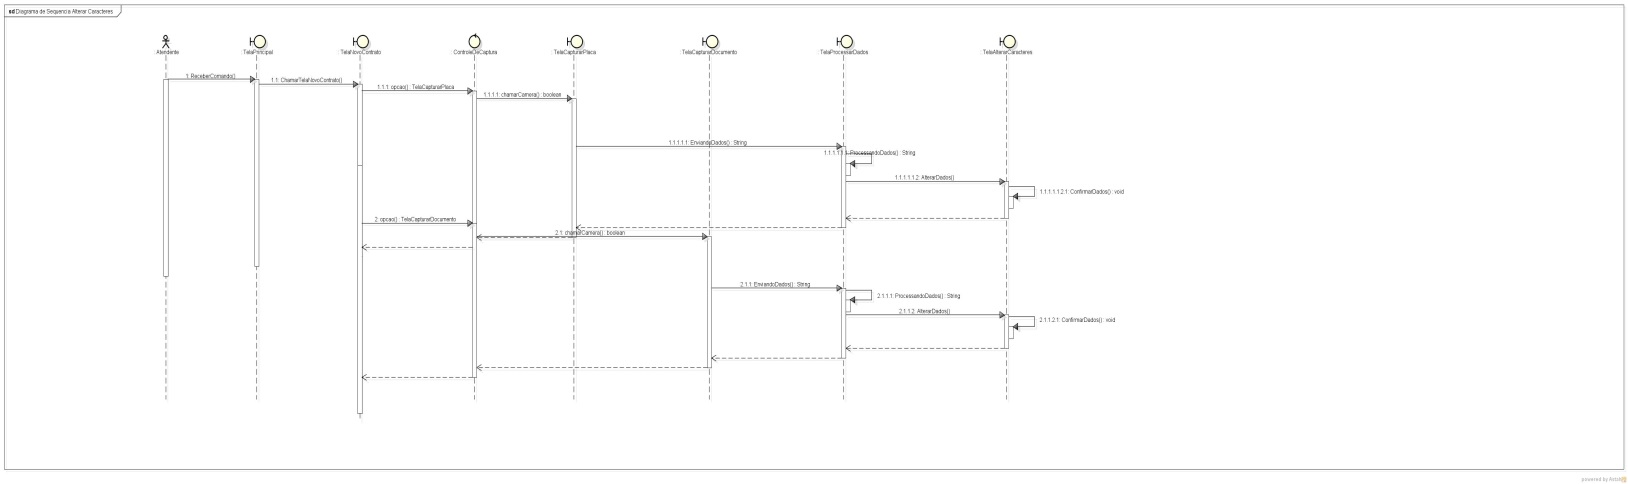 sd Diagrama de Sequencia Alterar Caracteres
Atendente
TelaPrincipal
TelaNovoContrato
ControleDeCaptura
TelaCapturarPlaca
TelaCapturarDocumento
TelaProcessarDados
TelaAlterarCaracteres
1: ReceberComando()
1.1: ChamarTelaNovoContrato()
1.1.1: opcao() : TelaCapturarPlaca
1.1.1.1: chamarCamera() : boolean
1.1.1.1.1: EnviandoDados() : String
1.1.1.1.1.1: ProcessandoDados() : String
1.1.1.1.1.2: AlterarDados()
1.1.1.1.1.2.1: ConfirmarDados() : void
2: opcao() : TelaCapturarDocumento
2.1: chamarCamera() : boolean
2.1.1: EnviandoDados() : String
2.1.1.1: ProcessandoDados() : String
2.1.1.2: AlterarDados()
2.1.1.2.1: ConfirmarDados() : void
powered by Astah